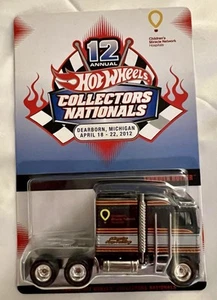 12
ANNUAL
Children's
Miracle Network
Hospitals
HOT WHEELS
COLLECTORS
NATIONALS
DEARBORN, MICHIGAN
APRIL 18 - 22, 2012